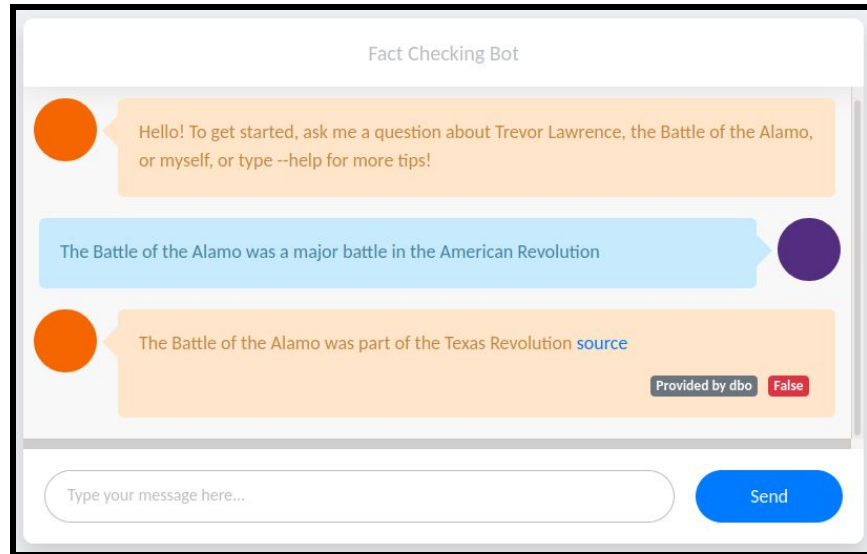 Fact Checking Bot
Hello! To get started, ask me a question about Trevor Lawrence, the Battle of the Alamo,
or myself, or type --help for more tips!
The Battle of the Alamo was a major battle in the American Revolution
The Battle of the Alamo was part of the Texas Revolution source
Provided by dbo False
Type your message here... Send